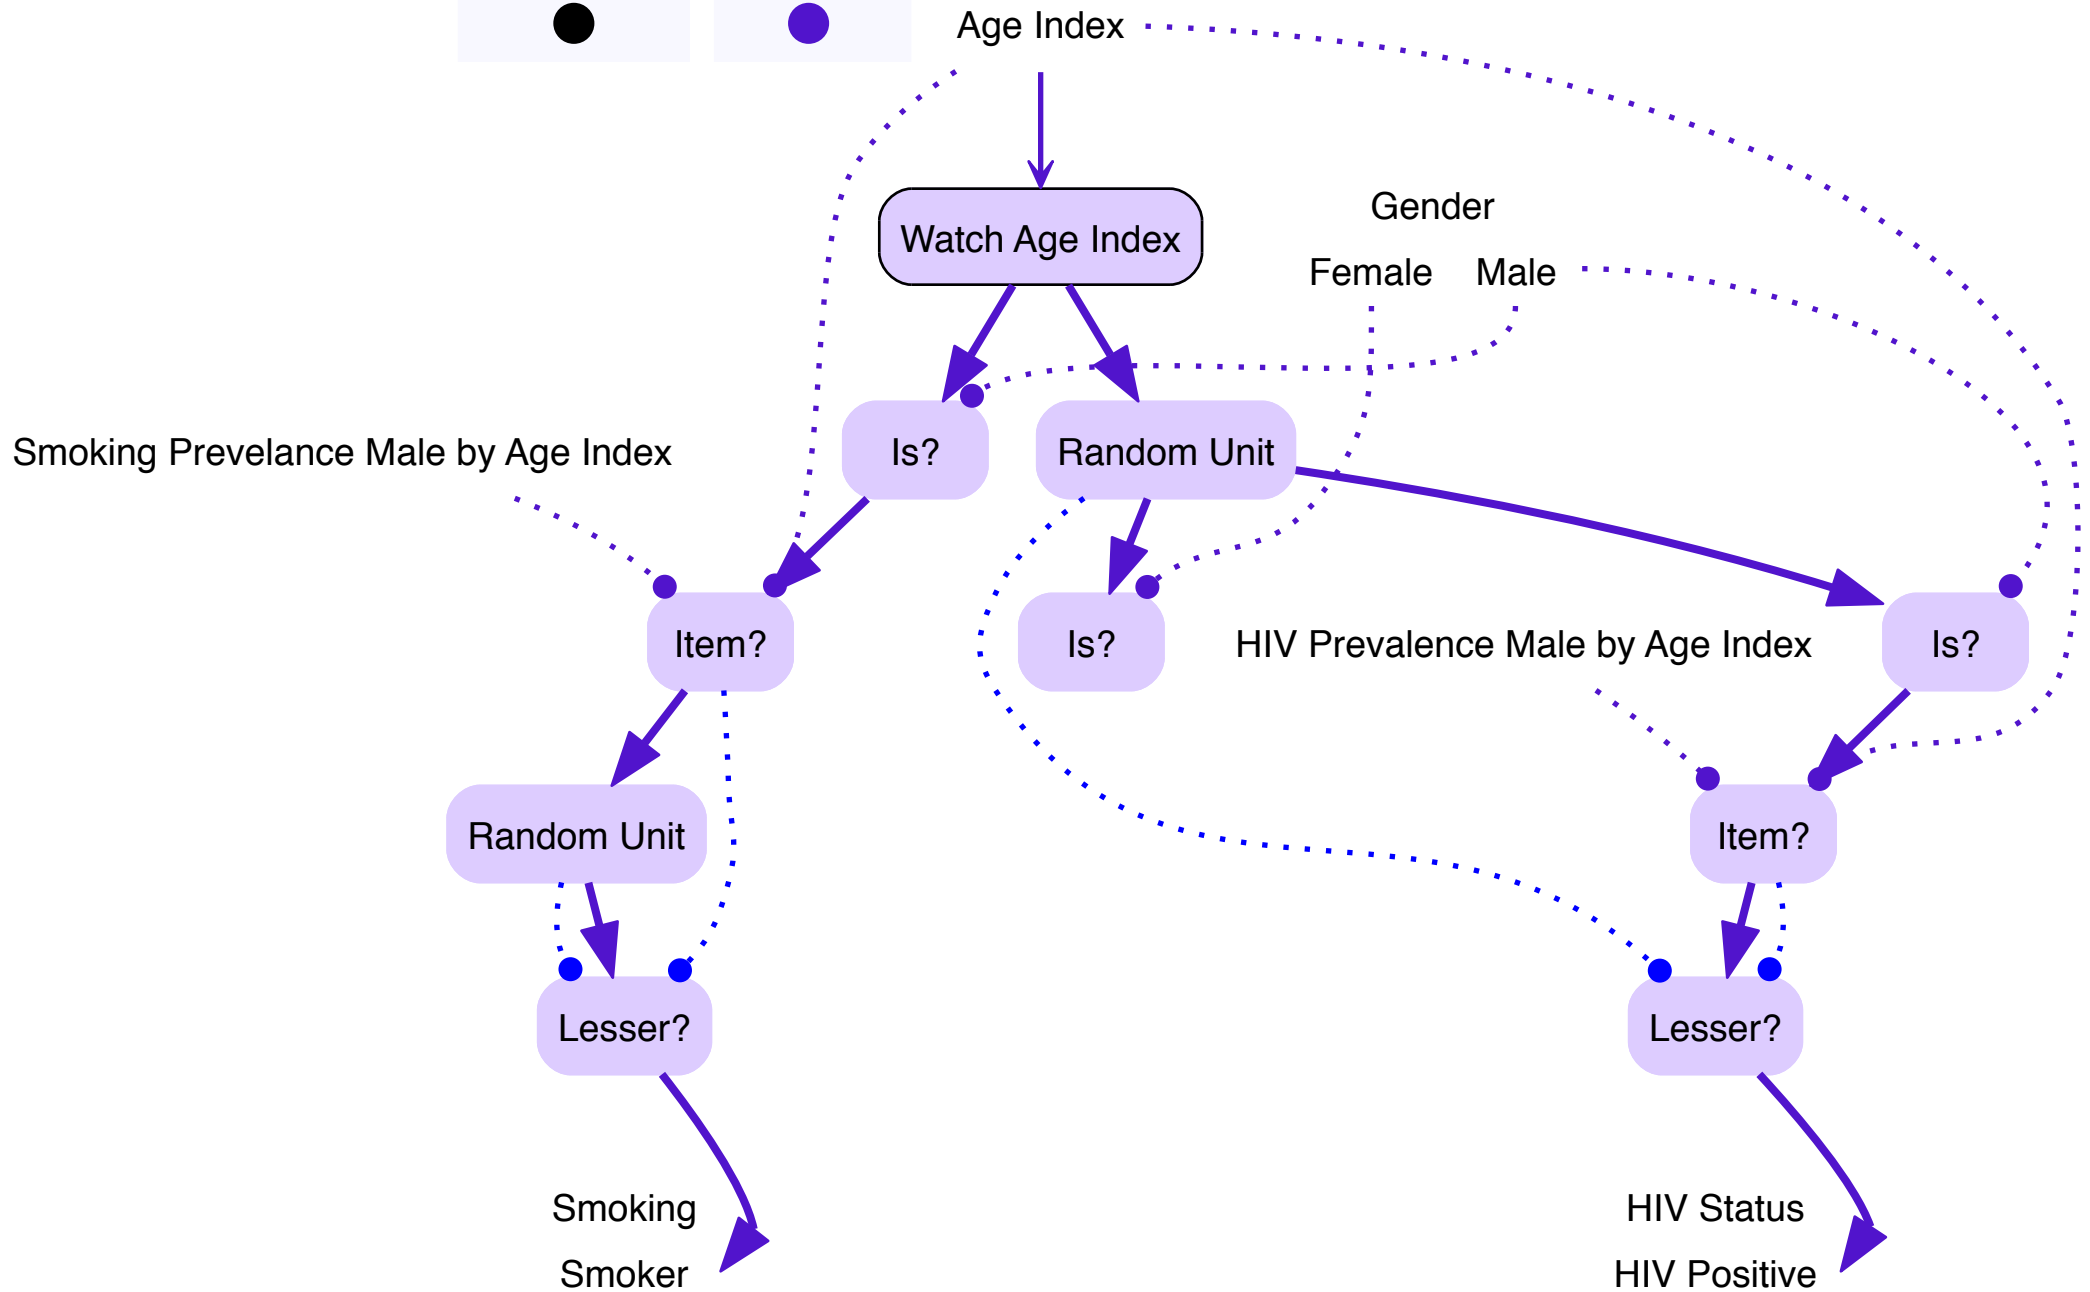 Age Index
Watch Age Index
Gender
Female Male
Smoking Prevelance Male by Age Index
Is?
Random Unit
Item?
Is?
HIV Prevalence Male by Age Index
Is?
Random Unit
Item?
Lesser?
Lesser?
Smoking
Smoker
HIV Status
HIV Positive